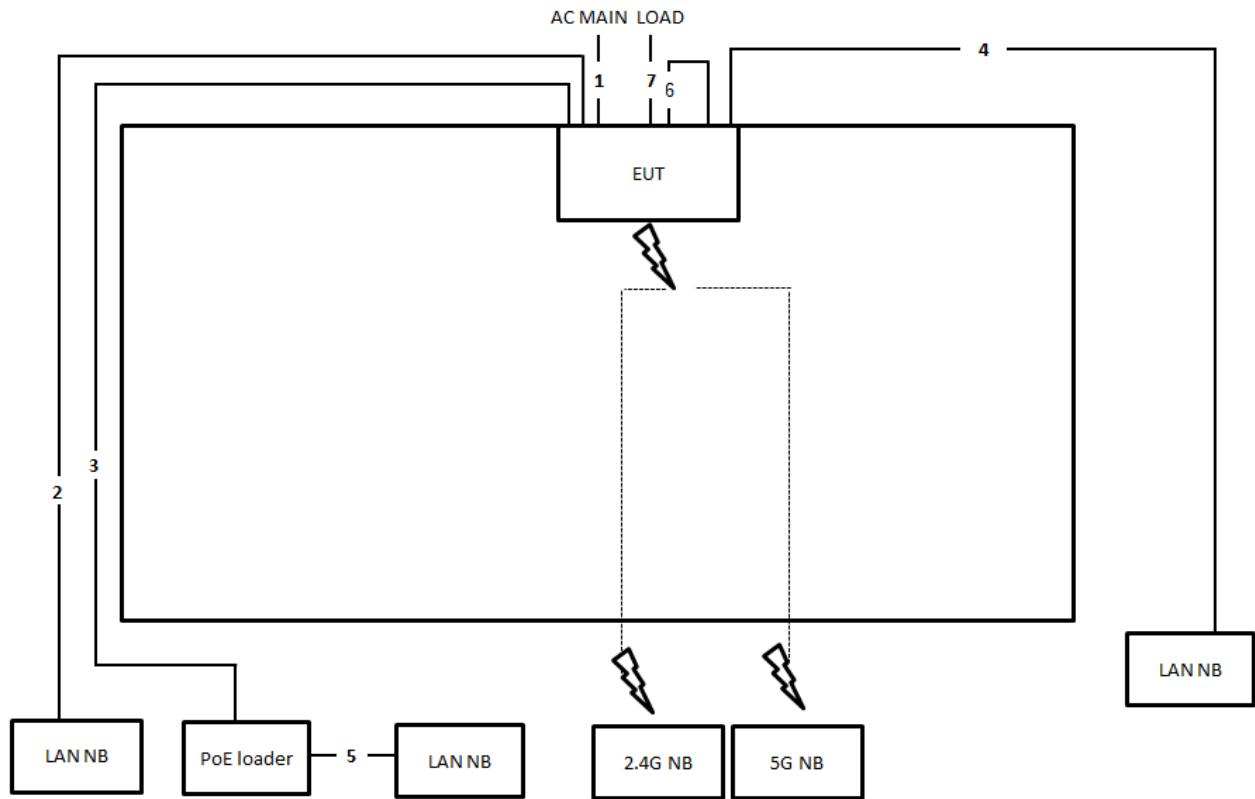 AC MAIN LOAD
4
1
7
6
EUT
3
2
LAN NB
LAN NB
PoE loader
5
LAN NB
2.4G NB
5G NB